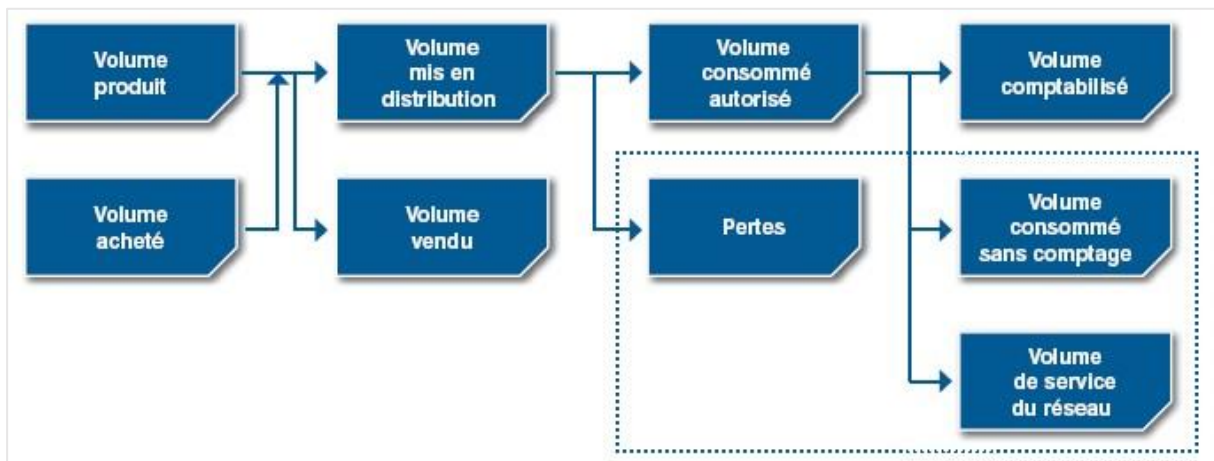 Volume
produit
Volume
mis en
distribution
Volume
consommé
autorisé
Volume
comptabilisé
Volume
acheté
Volume
vendu
Pertes
Volume
consommé
sans comptage
Volume
de service
du réseau